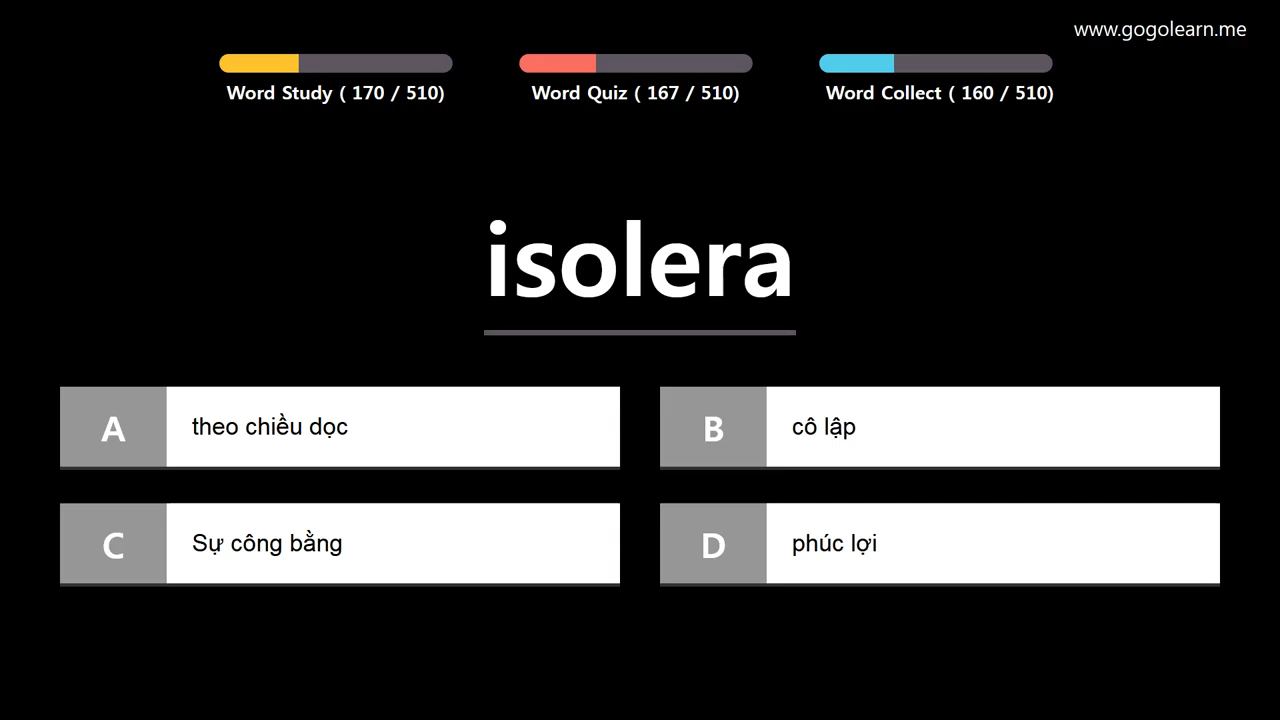 www.gogolearn.me
Word Study ( 170 / 510)
Word Quiz ( 167 / 510)
Word Collect ( 160 / 510)
isolera
A
theo chiều dọc
B
cô lập
C
Sự công bằng
D
phúc lợi